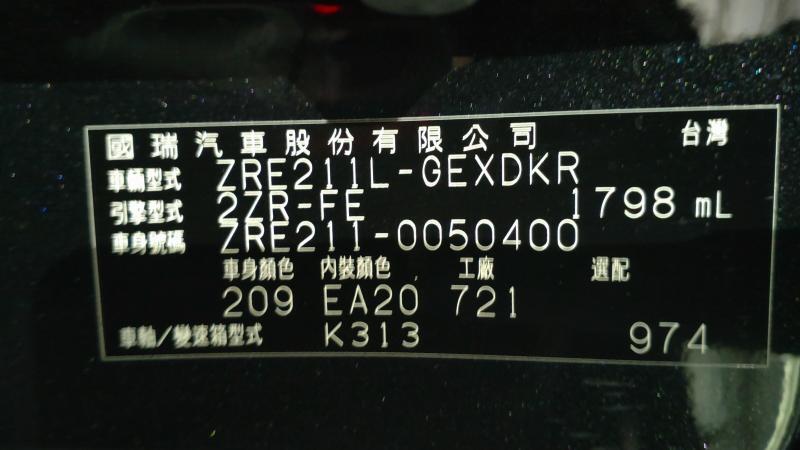 國瑞汽車股份有限公司 台灣
車輛型式 ZRE211L-GEXDKR
引擎型式 2ZR-FE 1798 mL
車身號碼 ZRE211-0050400
車身顏色 內裝顏色 工廠 選配
209 EA20 721
車軸/變速箱型式 K313 974